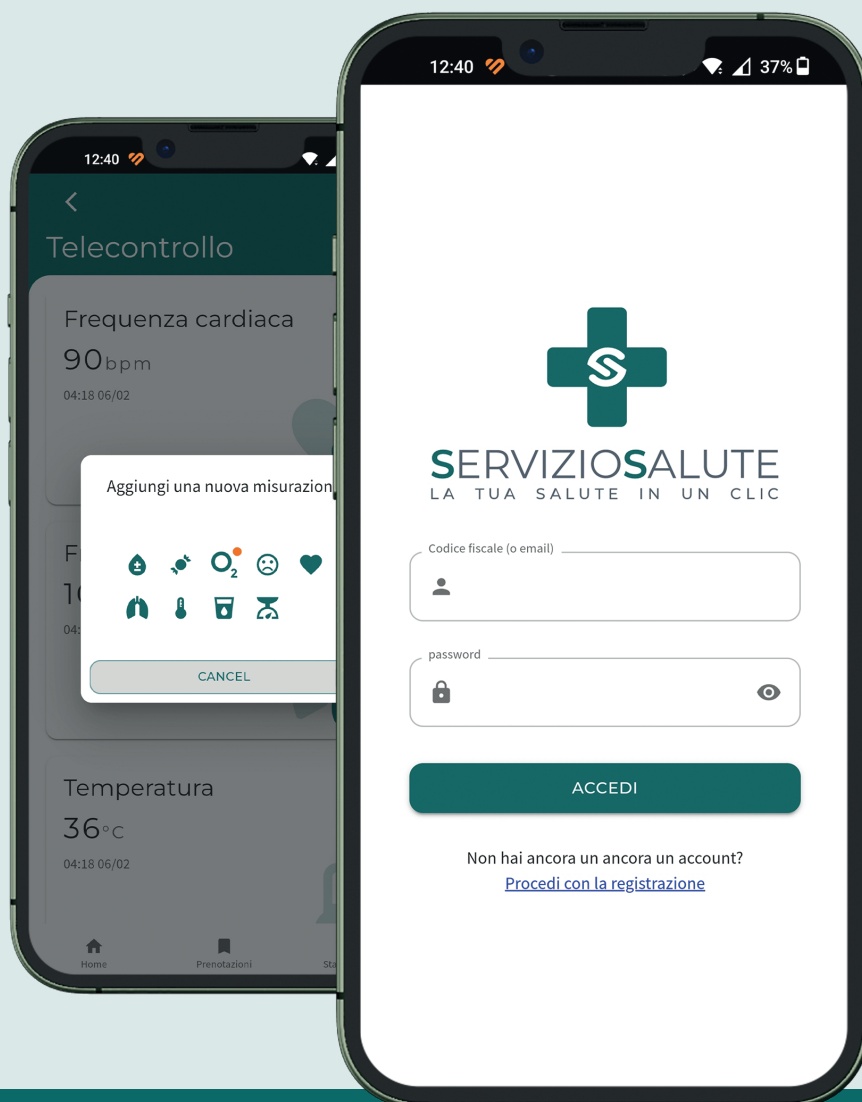 12:40
Telecontrollo
Frequenza cardiaca
90bpm
04:18 06/02
Aggiungi una nuova misurazion
O2
CANCEL
Temperatura
36°C
04:18 06/02
Home
Prenotazioni
12:40
37%
SERVIZIOSALUTE
LA TUA SALUTE IN UN CLIC
Codice fiscale (o email)
password
ACCEDI
Non hai ancora un ancora un account?
Procedi con la registrazione